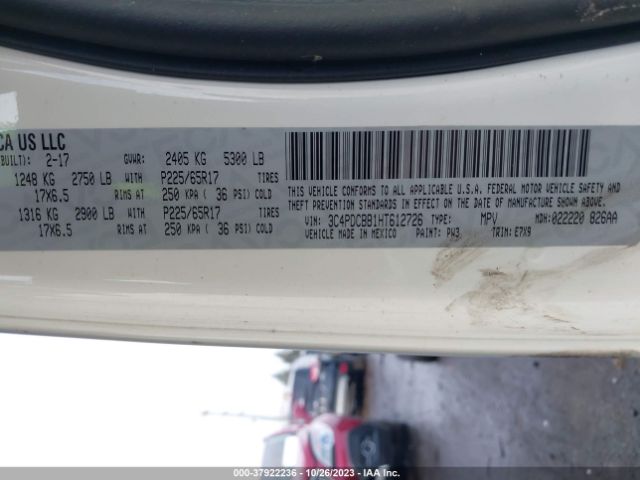 CA US LLC
BUILT): 2-17 GVWR: 2405 KG 5300 LB
1248 KG 2750 LB WITH P225/65R17 TIRES
17X6.5 RIMS AT 250 KPA ( 36 PSI) COLD
1316 KG 2900 LB WITH P225/65R17 TIRES
17X6.5 RIMS AT 250 KPA ( 36 PSI) COLD
THIS VEHICLE CONFORMS TO ALL APPLICABLE U.S.A. FEDERAL MOTOR VEHICLE SAFETY AND
THEFT PREVENTION STANDARDS IN EFFECT ON THE DATE OF MANUFACTURE SHOWN ABOVE.
VIN: 3C4PDCBB1HT612726 TYPE: MPV MDH: 022220 826AA
VEHICLE MADE IN MEXICO PAINT: PW3 TRIM: E7X9
000-37922236 - 10/26/2023 - IAA Inc.